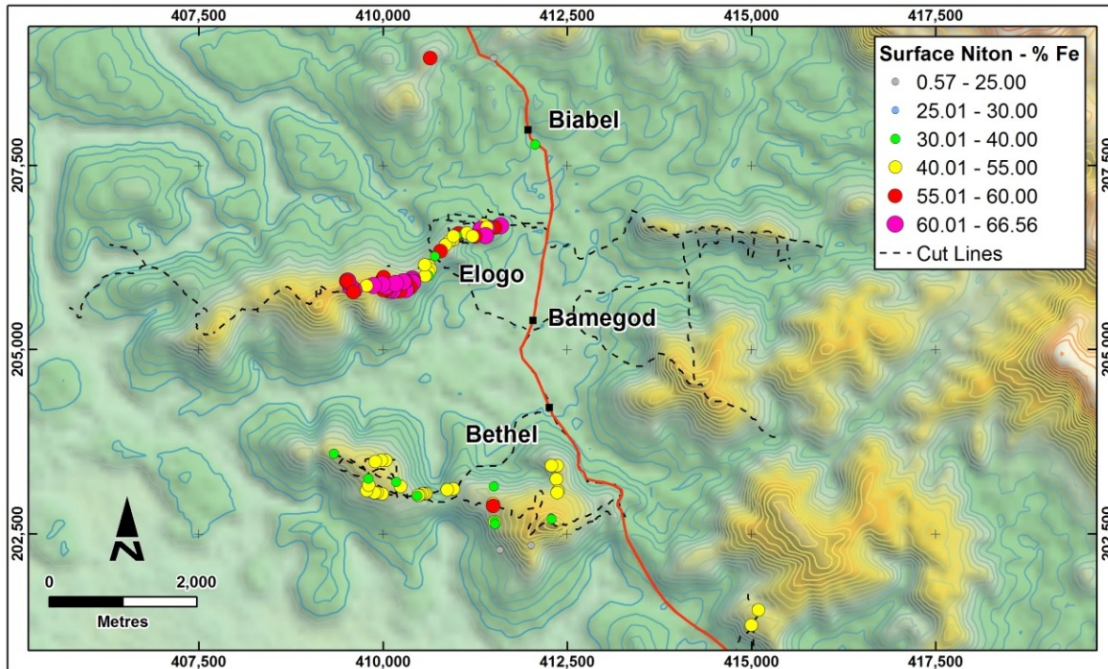 407,500 410,000 412,500 415,000 417,500
Surface Niton - % Fe
0.57 - 25.00
25.01 - 30.00
30.01 - 40.00
40.01 - 55.00
55.01 - 60.00
60.01 - 66.56
Cut Lines
Biabel
207,500 207,500
Elogo
Bamegod
205,000 205,000
Bethel
202,500 202,500
N
0 2,000
Metres
407,500 410,000 412,500 415,000 417,500